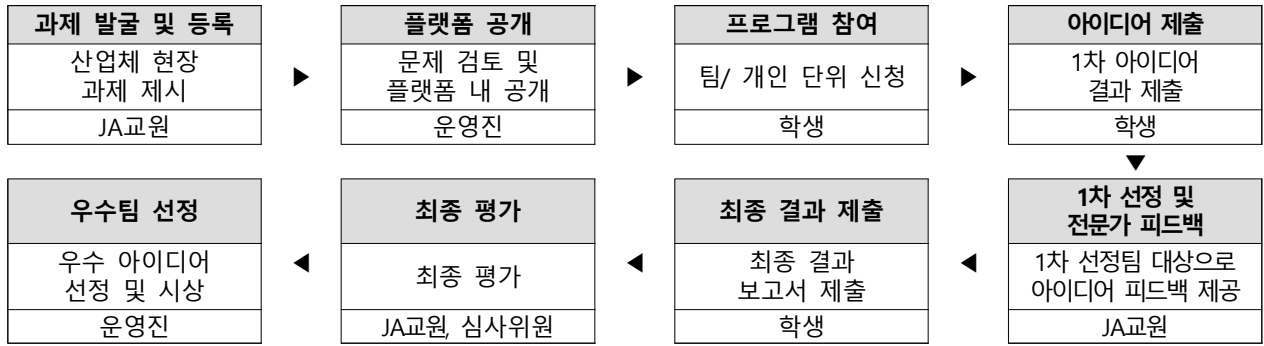 과제 발굴 및 등록
산업체 현장
과제 제시
JA교원
▶
플랫폼 공개
문제 검토 및
플랫폼 내 공개
운영진
▶
프로그램 참여
팀/ 개인 단위 신청
학생
▶
아이디어 제출
1차 아이디어
결과 제출
학생
▼
1차 선정 및
전문가 피드백
1차 선정팀 대상으로
아이디어 피드백 제공
JA교원
◀
최종 결과 제출
최종 결과
보고서 제출
학생
◀
최종 평가
최종 평가
JA교원, 심사위원
◀
우수팀 선정
우수 아이디어
선정 및 시상
운영진